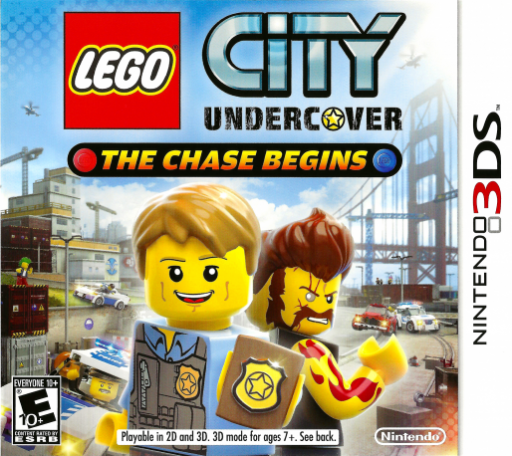 LEGO
CITY
UNDERCOVER
THE CHASE BEGINS
NINTENDO 3DS™
EVERYONE 10+
E
10+
CONTENT RATED BY
ESRB
Playable in 2D and 3D. 3D mode for ages 7+. See back.
Nintendo